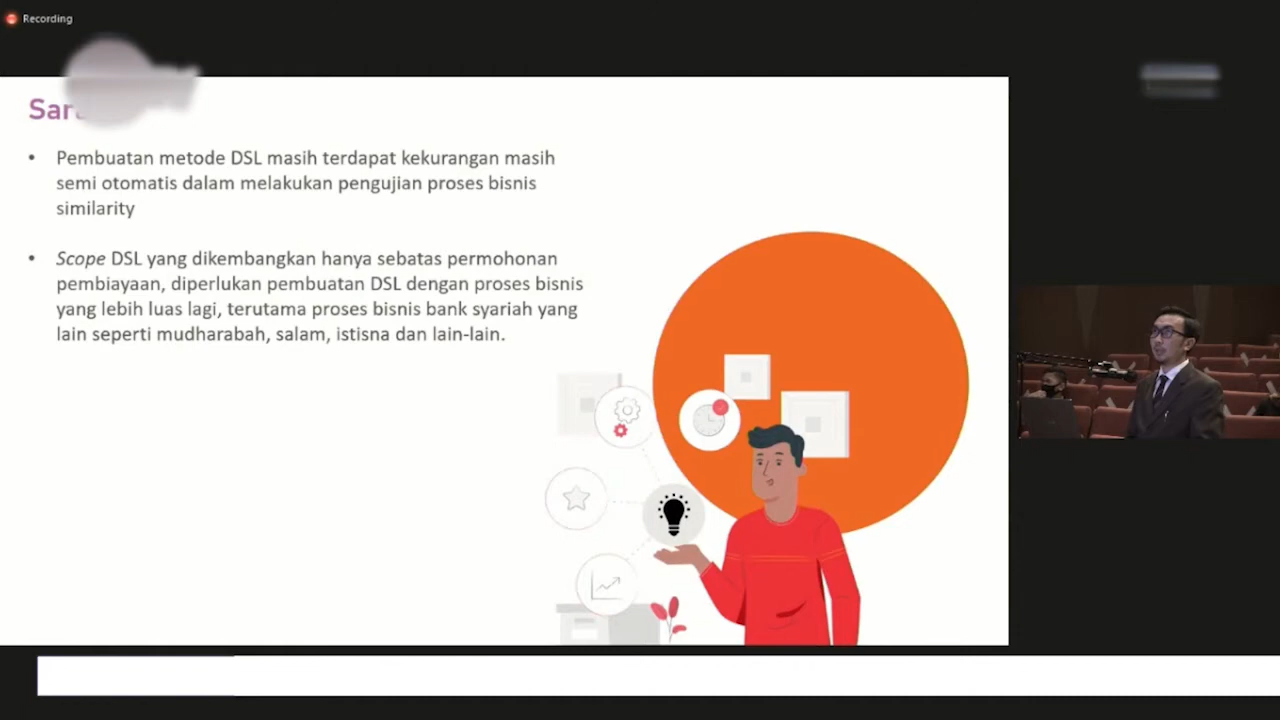 Recording
Pembuatan metode DSL masih terdapat kekurangan masih
semi otomatis dalam melakukan pengujian proses bisnis
similarity
Scope DSL yang dikembangkan hanya sebatas permohonan
pembiayaan, diperlukan pembuatan DSL dengan proses bisnis
yang lebih luas lagi, terutama proses bisnis bank syariah yang
lain seperti mudharabah, salam, istisna dan lain-lain.